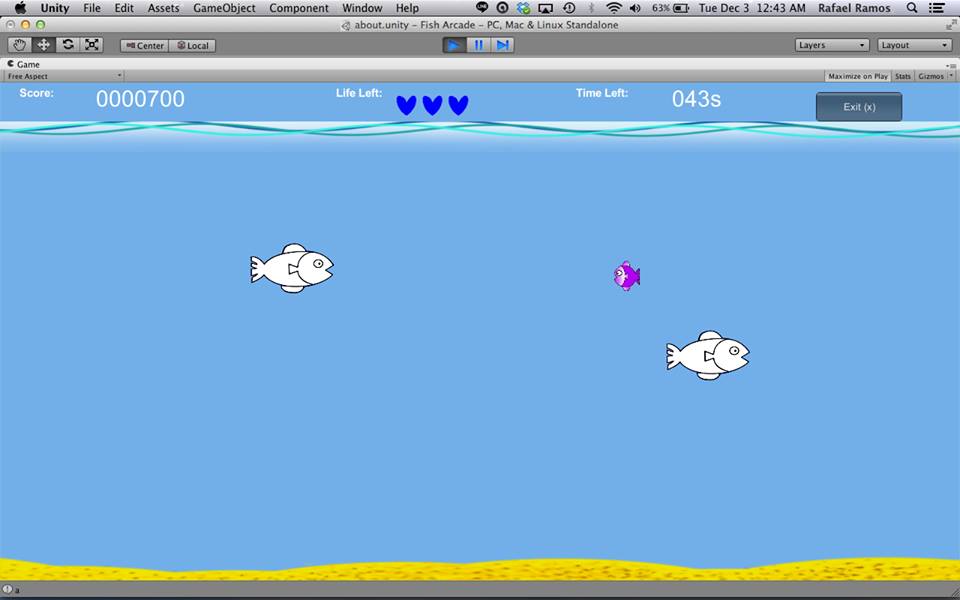 Unity File Edit Assets GameObject Component Window Help 63% Tue Dec 3 12:43 AM Rafael Ramos
about.unity – Fish Arcade – PC, Mac & Linux Standalone
Center Local Layers Layout
Game
Free Aspect Maximize on Play Stats Gizmos
Score: 0000700 Life Left: Time Left: 043s Exit (x)
a